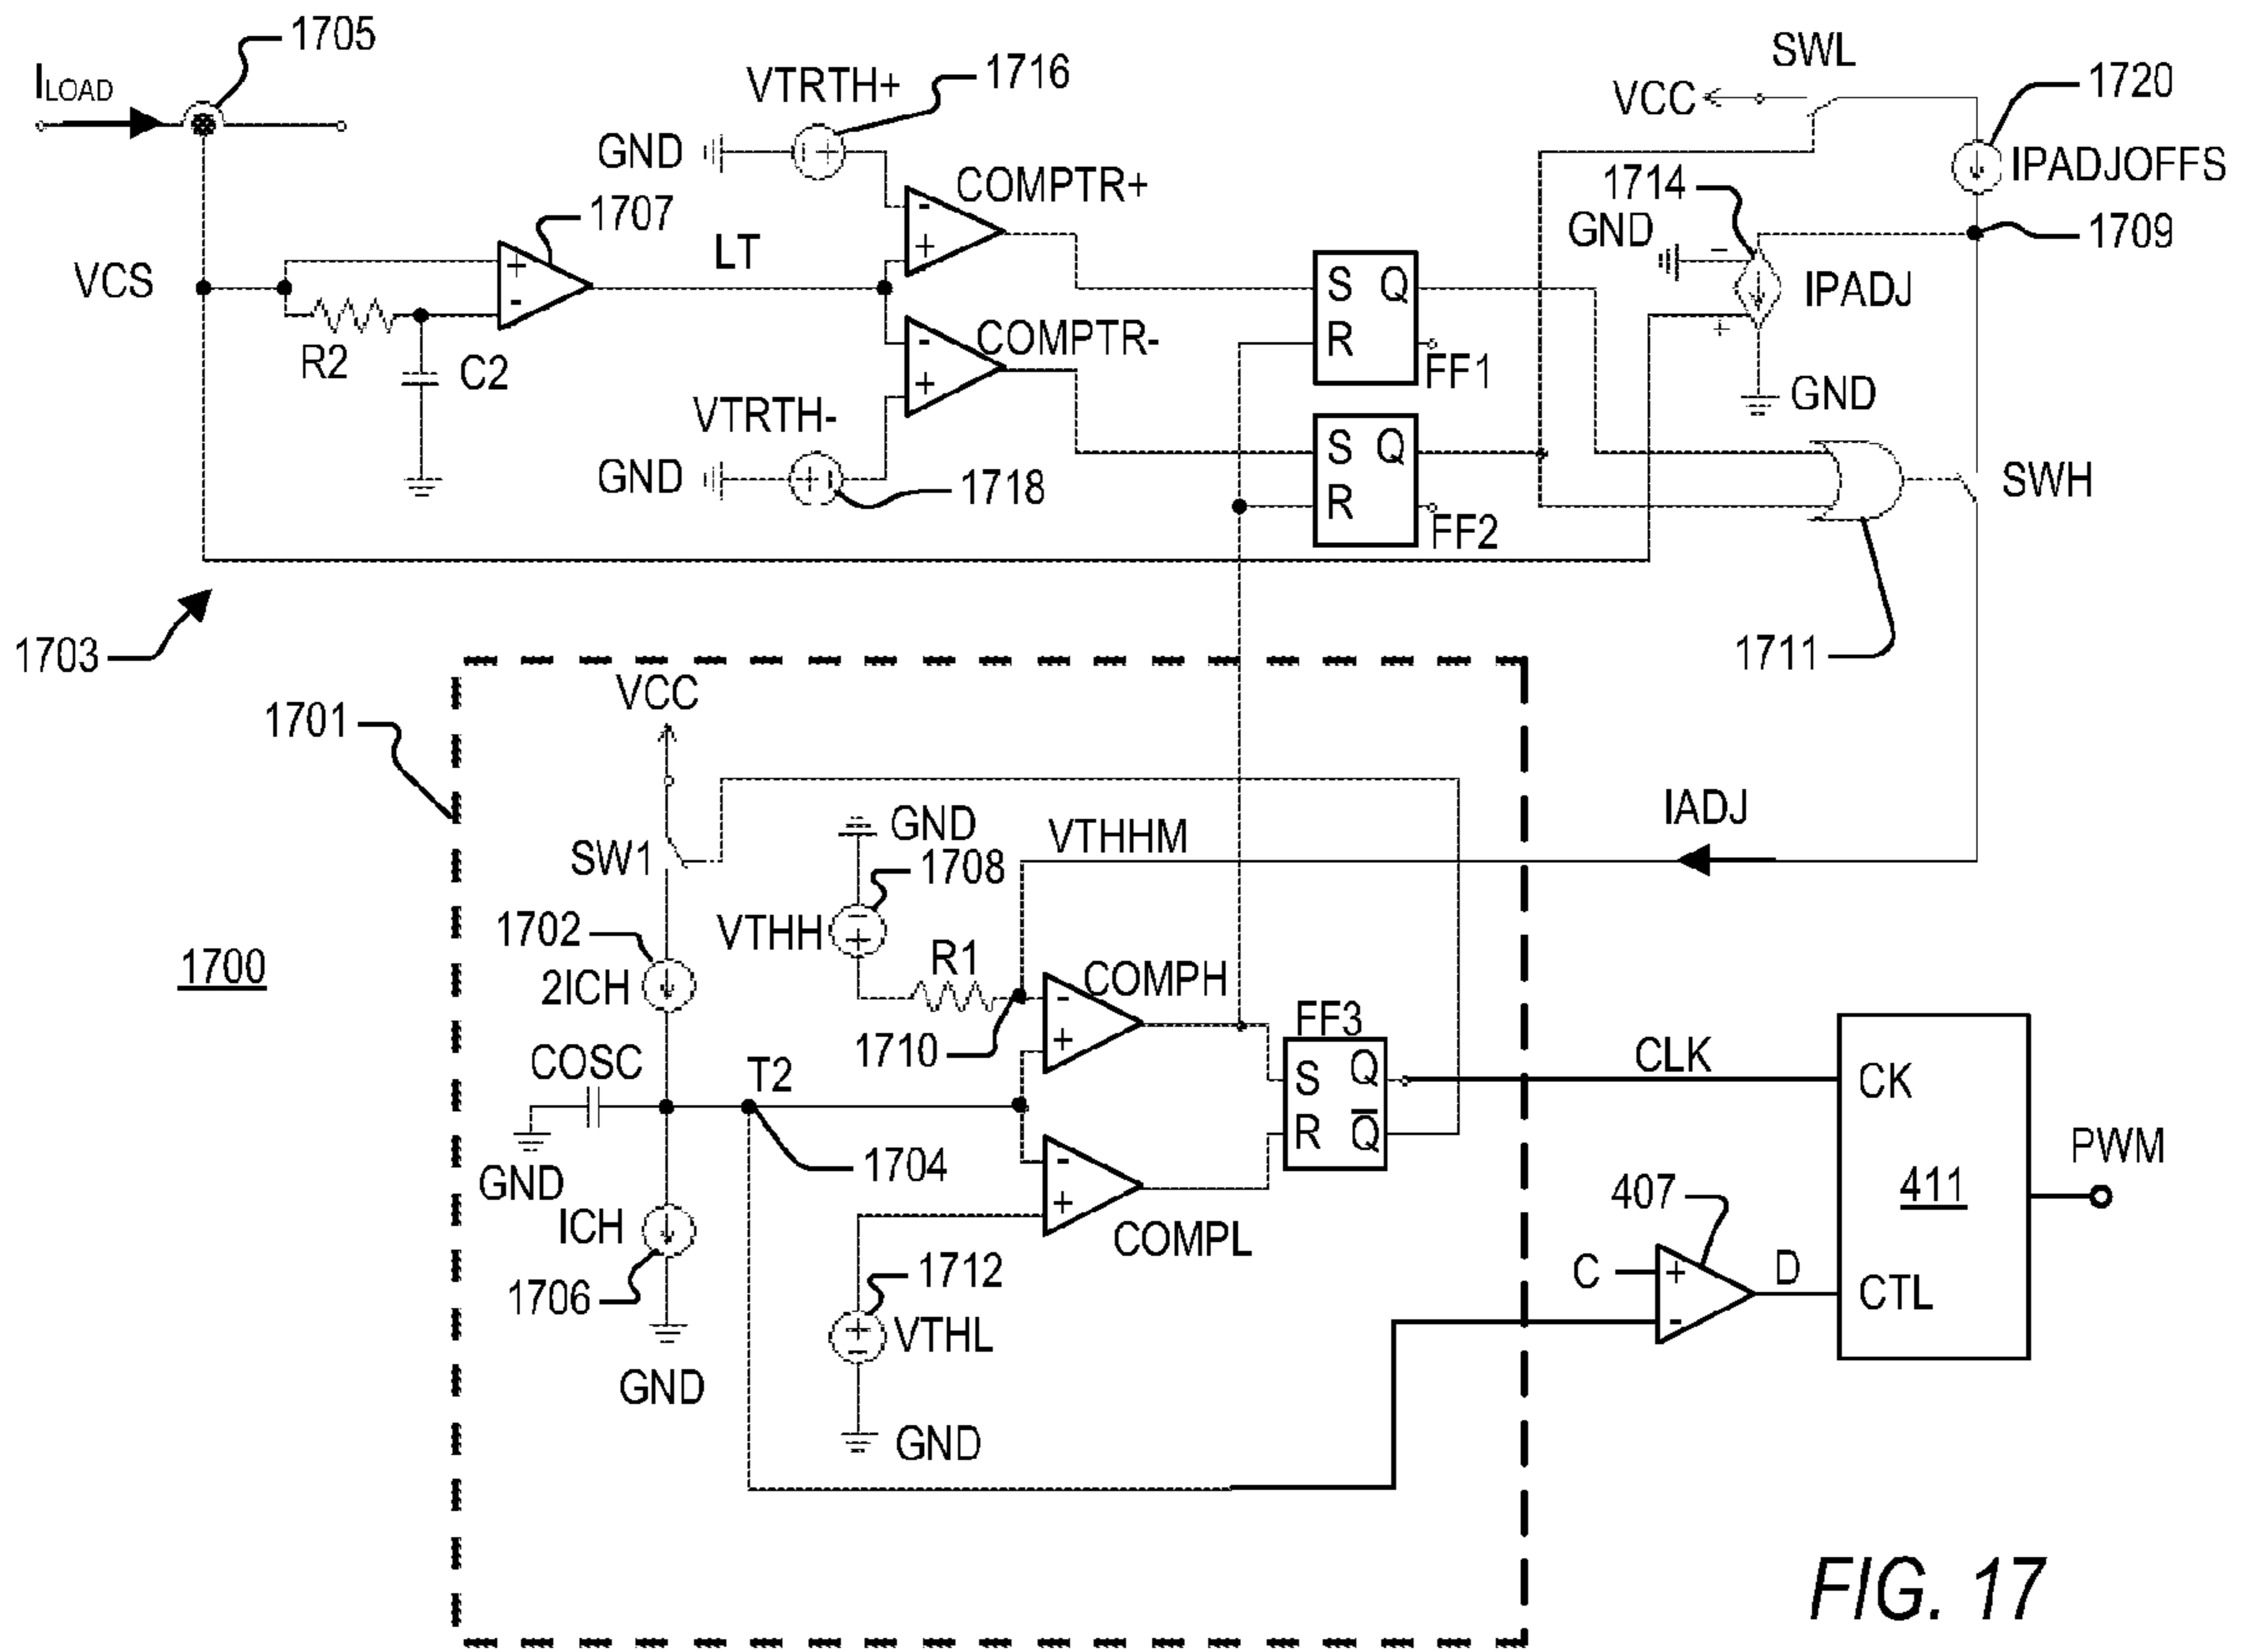 1705
I_LOAD
VTRTH+
1716
SWL
VCC
1720
GND
COMPTR+
1714
IPADJOFFS
1707
LT
GND
1709
VCS
+
-
-
+
S Q
R
FF1
-
+
IPADJ
R2
C2
COMPTR-
-
+
GND
VTRTH-
GND
1718
S Q
R
FF2
SWH
1703
1711
1701
VCC
GND
VTHHM
IADJ
SW1
1708
1702
VTHH
R1
COMPH
1700
2ICH
1710
-
+
FF3
COSC
T2
S Q
R Q̅
CLK
CK
GND
1704
-
+
COMPL
PWM
ICH
1706
1712
VTHL
407
411
C
+
-
D
CTL
GND
GND
FIG. 17